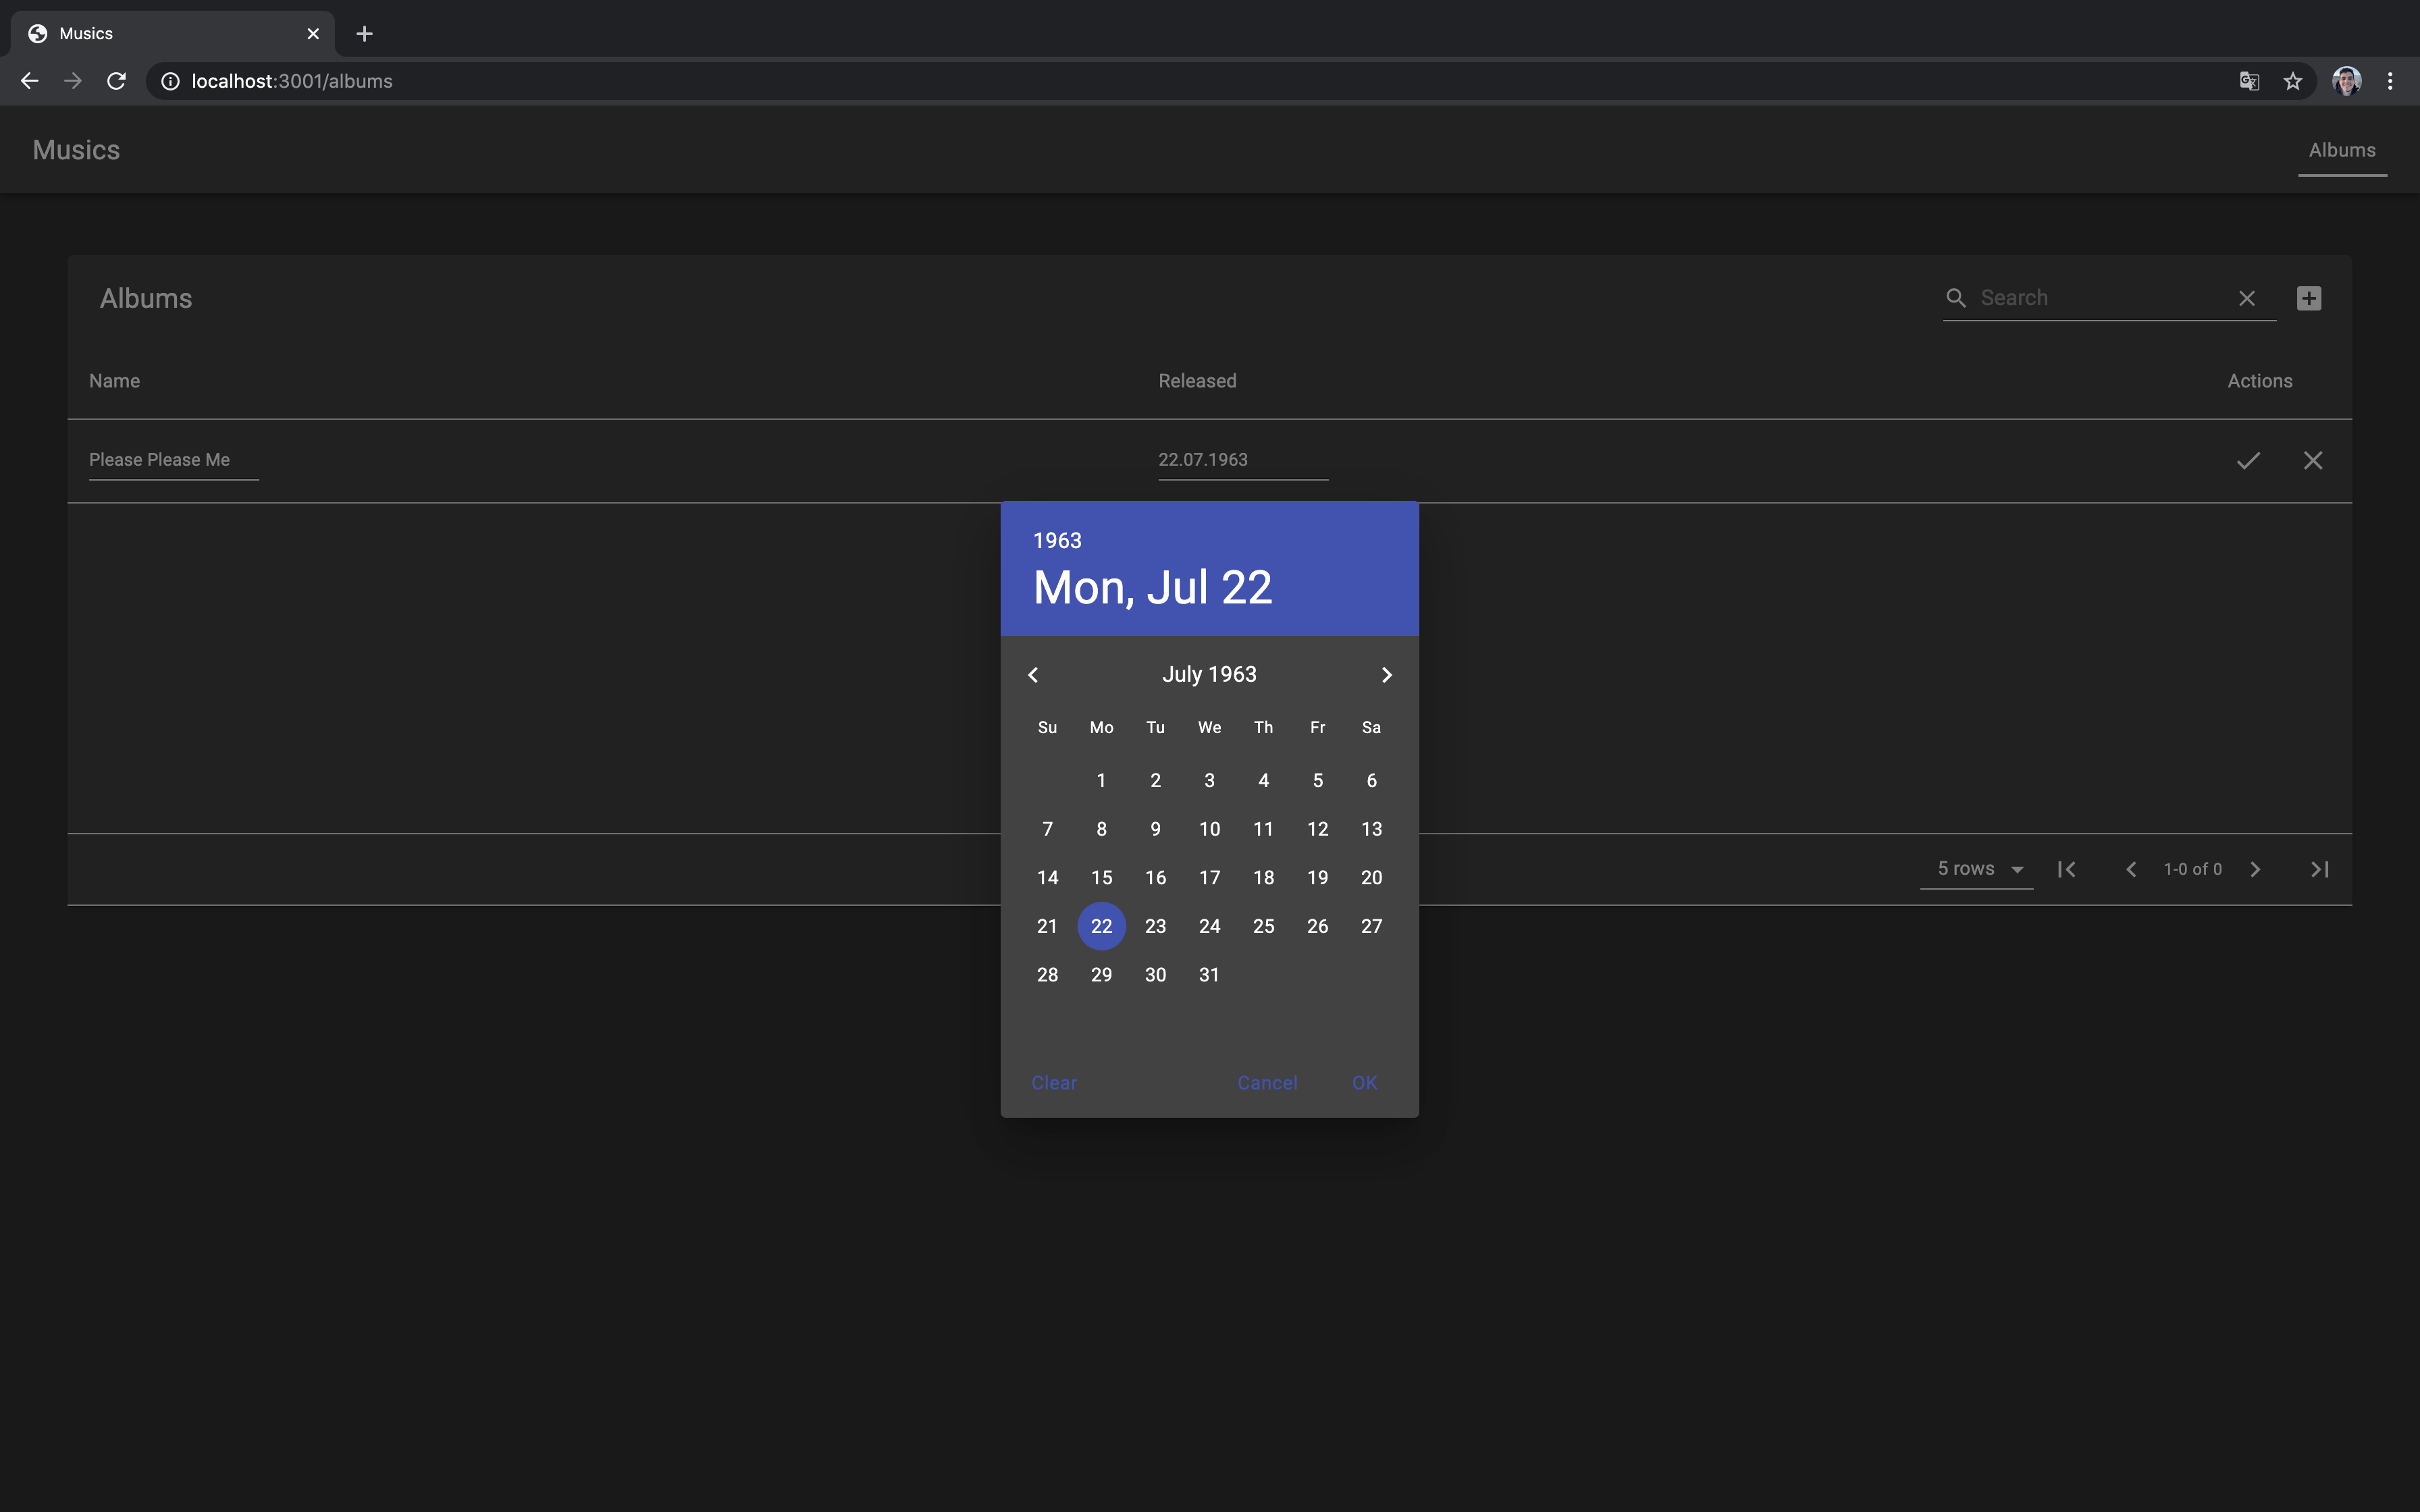 Musics
localhost:3001/albums
Musics
Albums
Albums
Search
Name Released Actions
Please Please Me 22.07.1963
1963
Mon, Jul 22
July 1963
Su Mo Tu We Th Fr Sa
1 2 3 4 5 6
7 8 9 10 11 12 13
14 15 16 17 18 19 20
21 22 23 24 25 26 27
28 29 30 31
Clear Cancel OK
5 rows 1-0 of 0